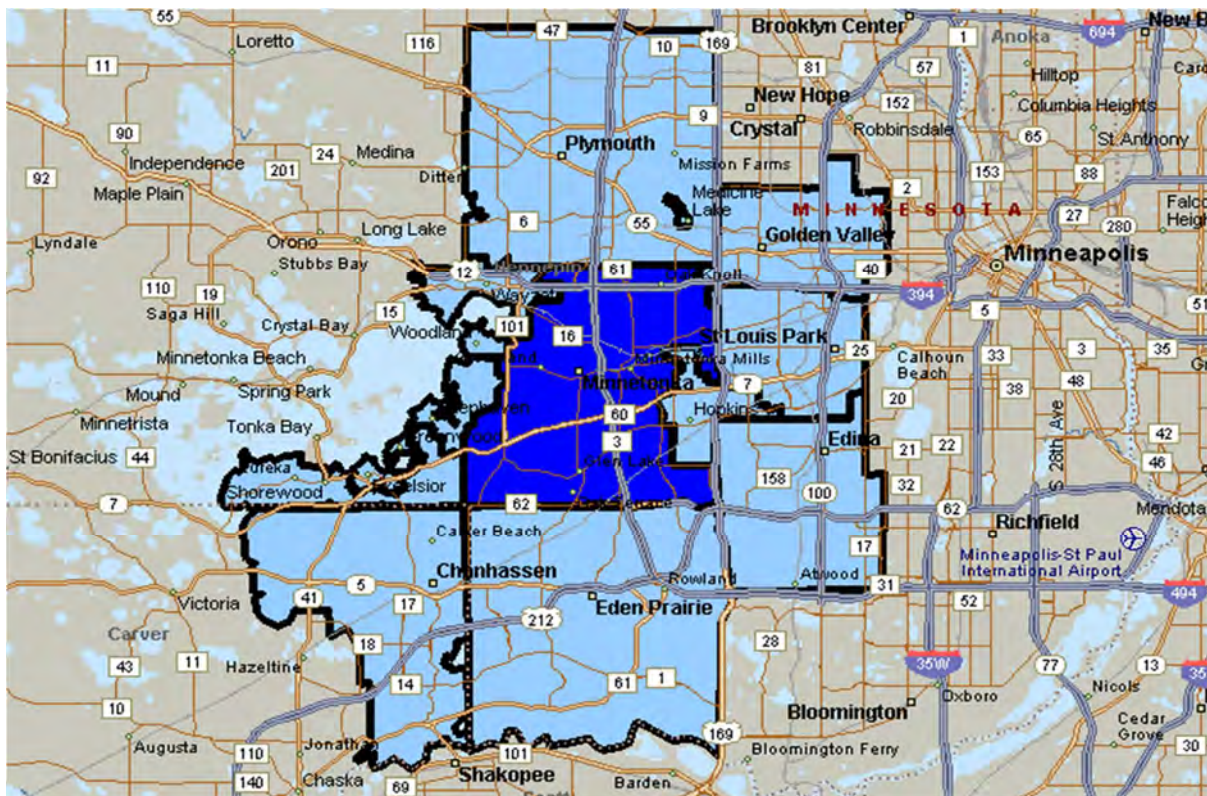 55
47
10
169
Brooklyn Center
1
Anoka
694
New B
Loretto
116
11
81
57
Hilltop
Card
New Hope
152
Columbia Heights
90
Crystal
Robbinsdale
65
St Anthony
9
24
Medina
Plymouth
Mission Farms
Independence
201
92
Maple Plain
Ditter
153
88
2
Medicine
Lake
MINNESOTA
27
280
Falco
Heigh
6
55
Orono
Long Lake
Golden Valley
Minneapolis
Lyndale
Stubbs Bay
12
Hennepin
61
40
110
19
15
394
5
51
Saga Hill
Crystal Bay
Woodlan
101
16
St Louis Park
25
Calhoun
Beach
33
3
35
Minnetonka Beach
Minnetonka Mills
Minnetonka
7
38
48
Mound
Spring Park
20
Minnetrista
Tonka Bay
60
Hopkins
S 28th Ave
42
St Bonifacius
44
3
Edina
21
22
46
Glen Lake
Shorewood
Excelsior
158
100
32
7
62
62
Richfield
Mendota
Minneapolis-St Paul
International Airport
17
Chanhassen
5
Rowland
Atwood
31
494
Victoria
41
17
Eden Prairie
52
Carver
212
18
28
43
11
Hazeltine
35W
77
13
35
14
61
1
Oxboro
Nicols
10
Bloomington
Cedar
Grove
Augusta
110
Jonathan
101
169
Bloomington Ferry
30
140
Chaska
69
Shakopee
Barden